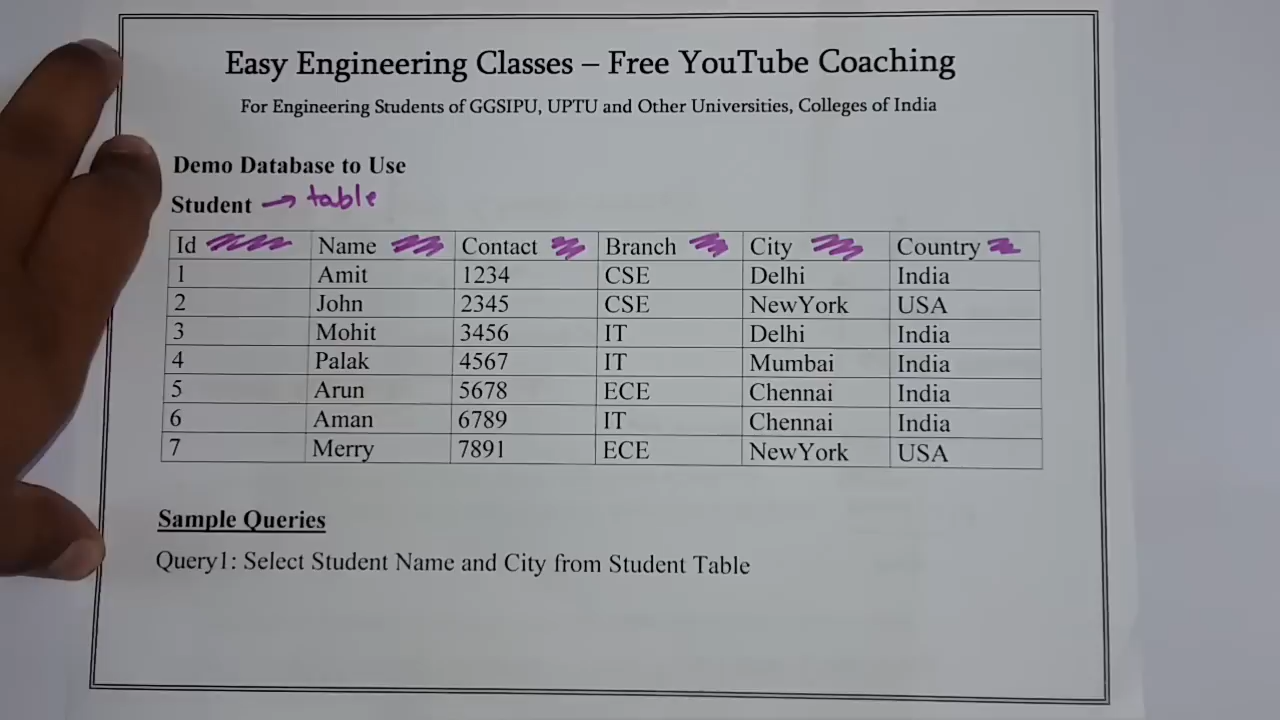 Easy Engineering Classes – Free YouTube Coaching
For Engineering Students of GGSIPU, UPTU and Other Universities, Colleges of India
Demo Database to Use
Student → table
Id Name Contact Branch City Country
1 Amit 1234 CSE Delhi India
2 John 2345 CSE NewYork USA
3 Mohit 3456 IT Delhi India
4 Palak 4567 IT Mumbai India
5 Arun 5678 ECE Chennai India
6 Aman 6789 IT Chennai India
7 Merry 7891 ECE NewYork USA
Sample Queries
Query1: Select Student Name and City from Student Table